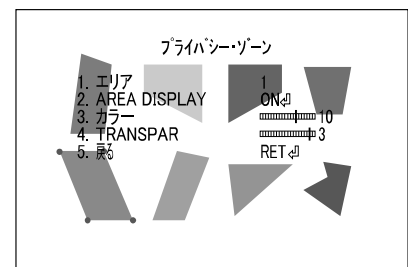 プライバシー・ゾーン
1. エリア 1
2. AREA DISPLAY ON⏎
3. カラー 10
4. TRANSPAR 3
5. 戻る RET⏎